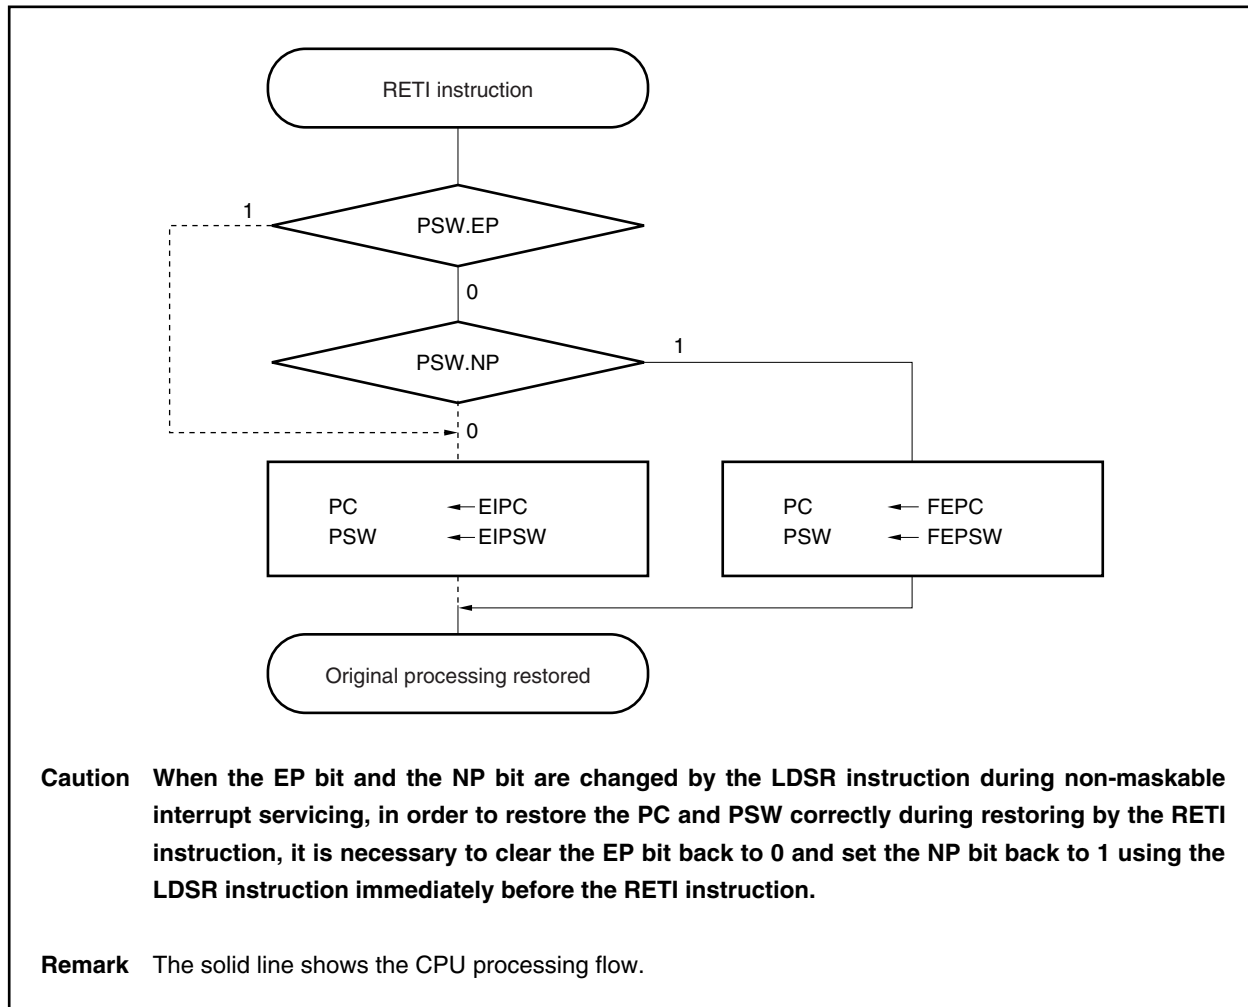 RETI instruction
1
PSW.EP
0
PSW.NP
1
0
PC ← EIPC
PSW ← EIPSW
PC ← FEPC
PSW ← FEPSW
Original processing restored
Caution When the EP bit and the NP bit are changed by the LDSR instruction during non-maskable
interrupt servicing, in order to restore the PC and PSW correctly during restoring by the RETI
instruction, it is necessary to clear the EP bit back to 0 and set the NP bit back to 1 using the
LDSR instruction immediately before the RETI instruction.
Remark The solid line shows the CPU processing flow.